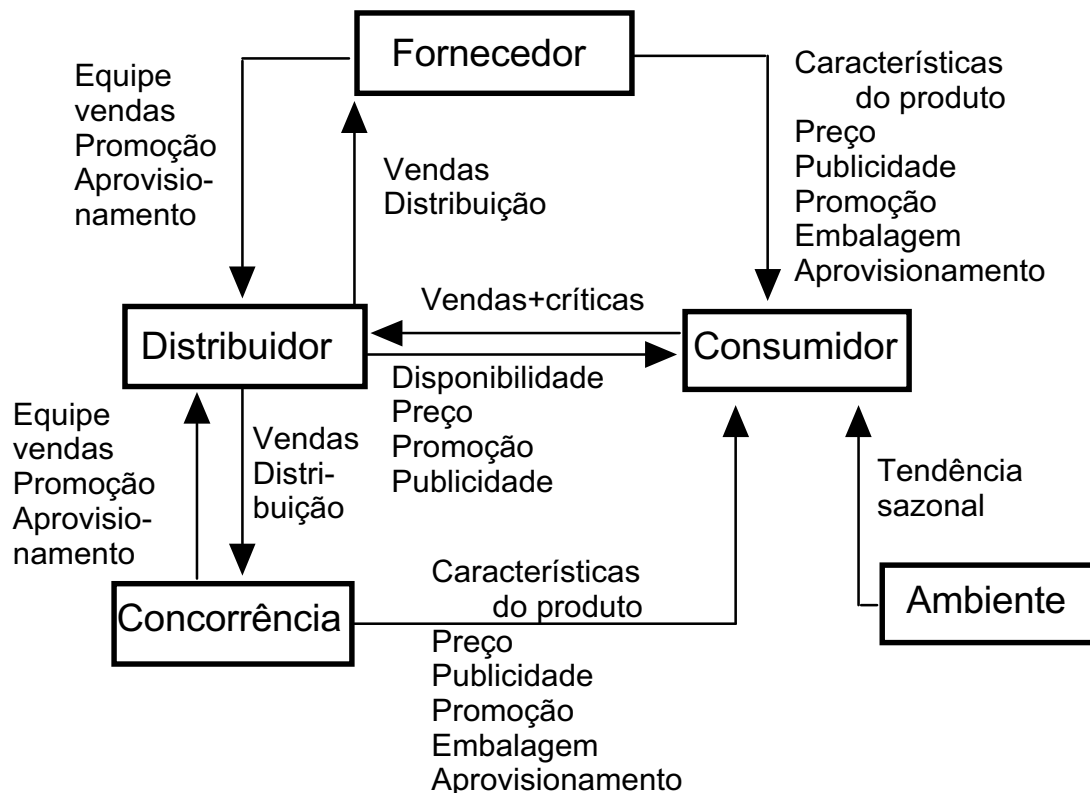 Fornecedor
Equipe
vendas
Promoção
Aprovisio-
namento
Vendas
Distribuição
Características
do produto
Preço
Publicidade
Promoção
Embalagem
Aprovisionamento
Vendas+críticas
Distribuidor
Consumidor
Disponibilidade
Preço
Promoção
Publicidade
Equipe
vendas
Promoção
Aprovisio-
namento
Vendas
Distri-
buição
Tendência
sazonal
Características
do produto
Preço
Publicidade
Promoção
Embalagem
Aprovisionamento
Concorrência
Ambiente